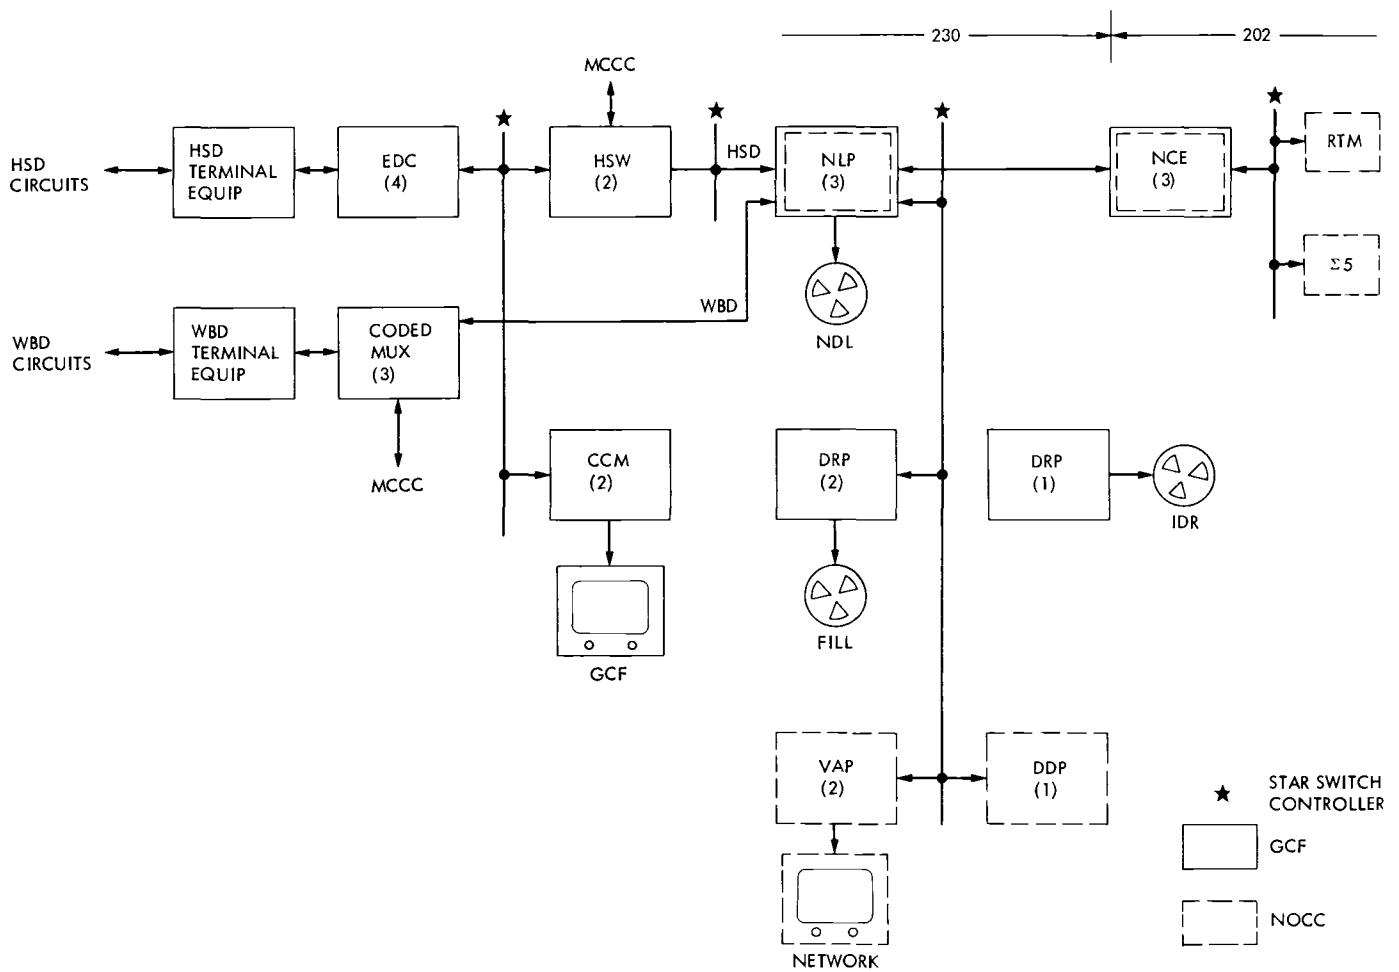 230
202
MCCC
HSD
CIRCUITS
HSD
TERMINAL
EQUIP
EDC
(4)
HSW
(2)
HSD
NLP
(3)
NCE
(3)
RTM
Σ5
NDL
WBD
WBD
CIRCUITS
WBD
TERMINAL
EQUIP
CODED
MUX
(3)
MCCC
CCM
(2)
GCF
DRP
(2)
FILL
DRP
(1)
IDR
VAP
(2)
NETWORK
DDP
(1)
STAR SWITCH
CONTROLLER
GCF
NOCC